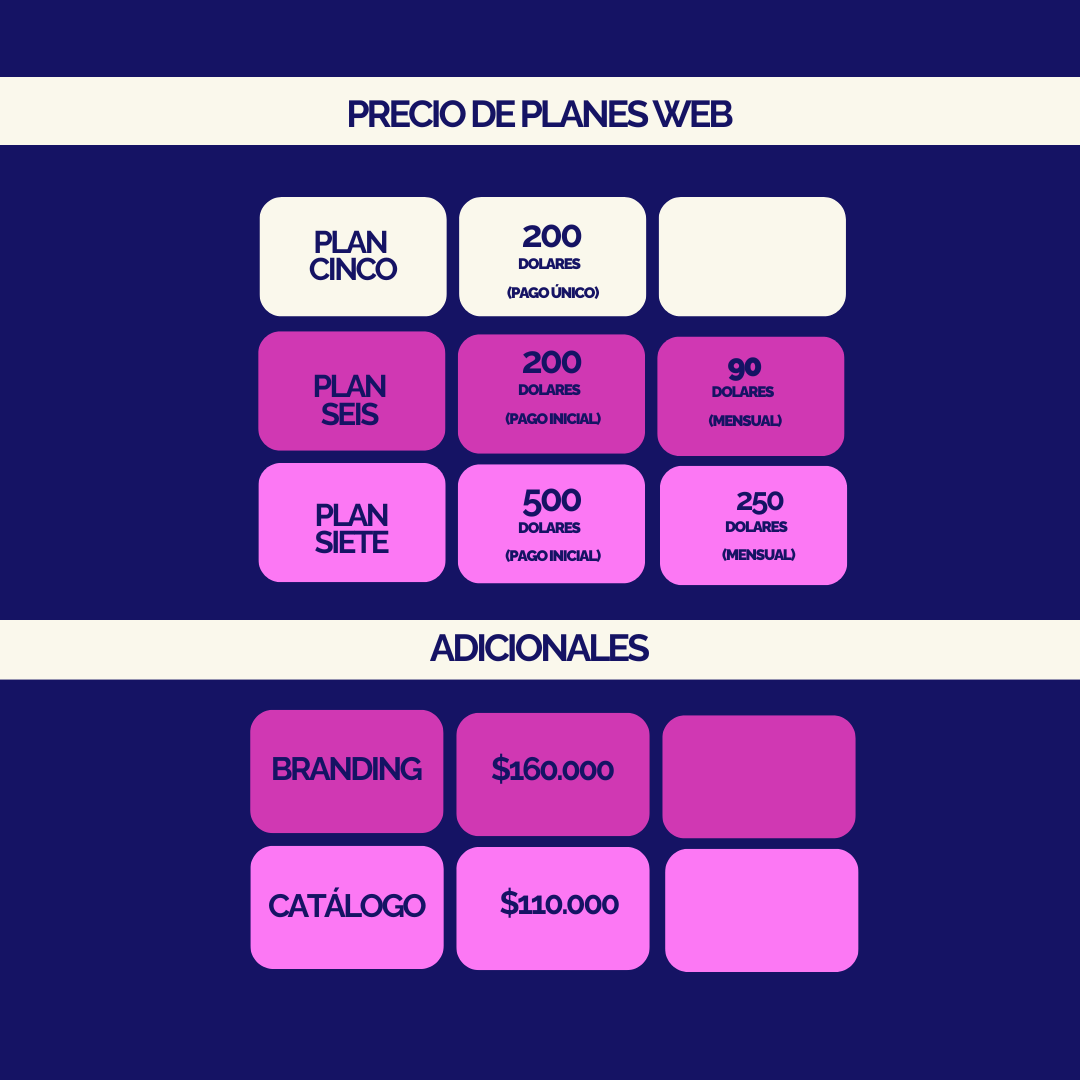 PRECIO DE PLANES WEB
PLAN
CINCO
200
DOLARES
(PAGO ÚNICO)
PLAN
SEIS
200
DOLARES
(PAGO INICIAL)
90
DOLARES
(MENSUAL)
PLAN
SIETE
500
DOLARES
(PAGO INICIAL)
250
DOLARES
(MENSUAL)
ADICIONALES
BRANDING
$160.000
CATÁLOGO
$110.000